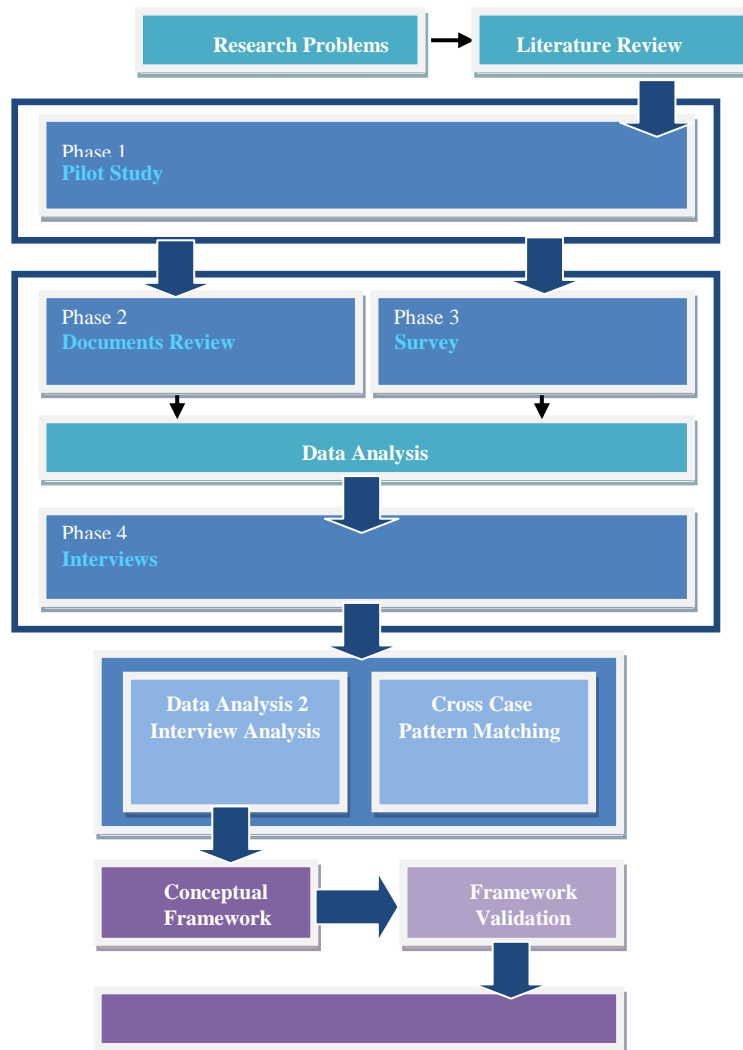 Research Problems
Literature Review
Phase 1
Pilot Study
Phase 2
Documents Review
Phase 3
Survey
Data Analysis
Phase 4
Interviews
Data Analysis 2
Interview Analysis
Cross Case
Pattern Matching
Conceptual
Framework
Framework
Validation